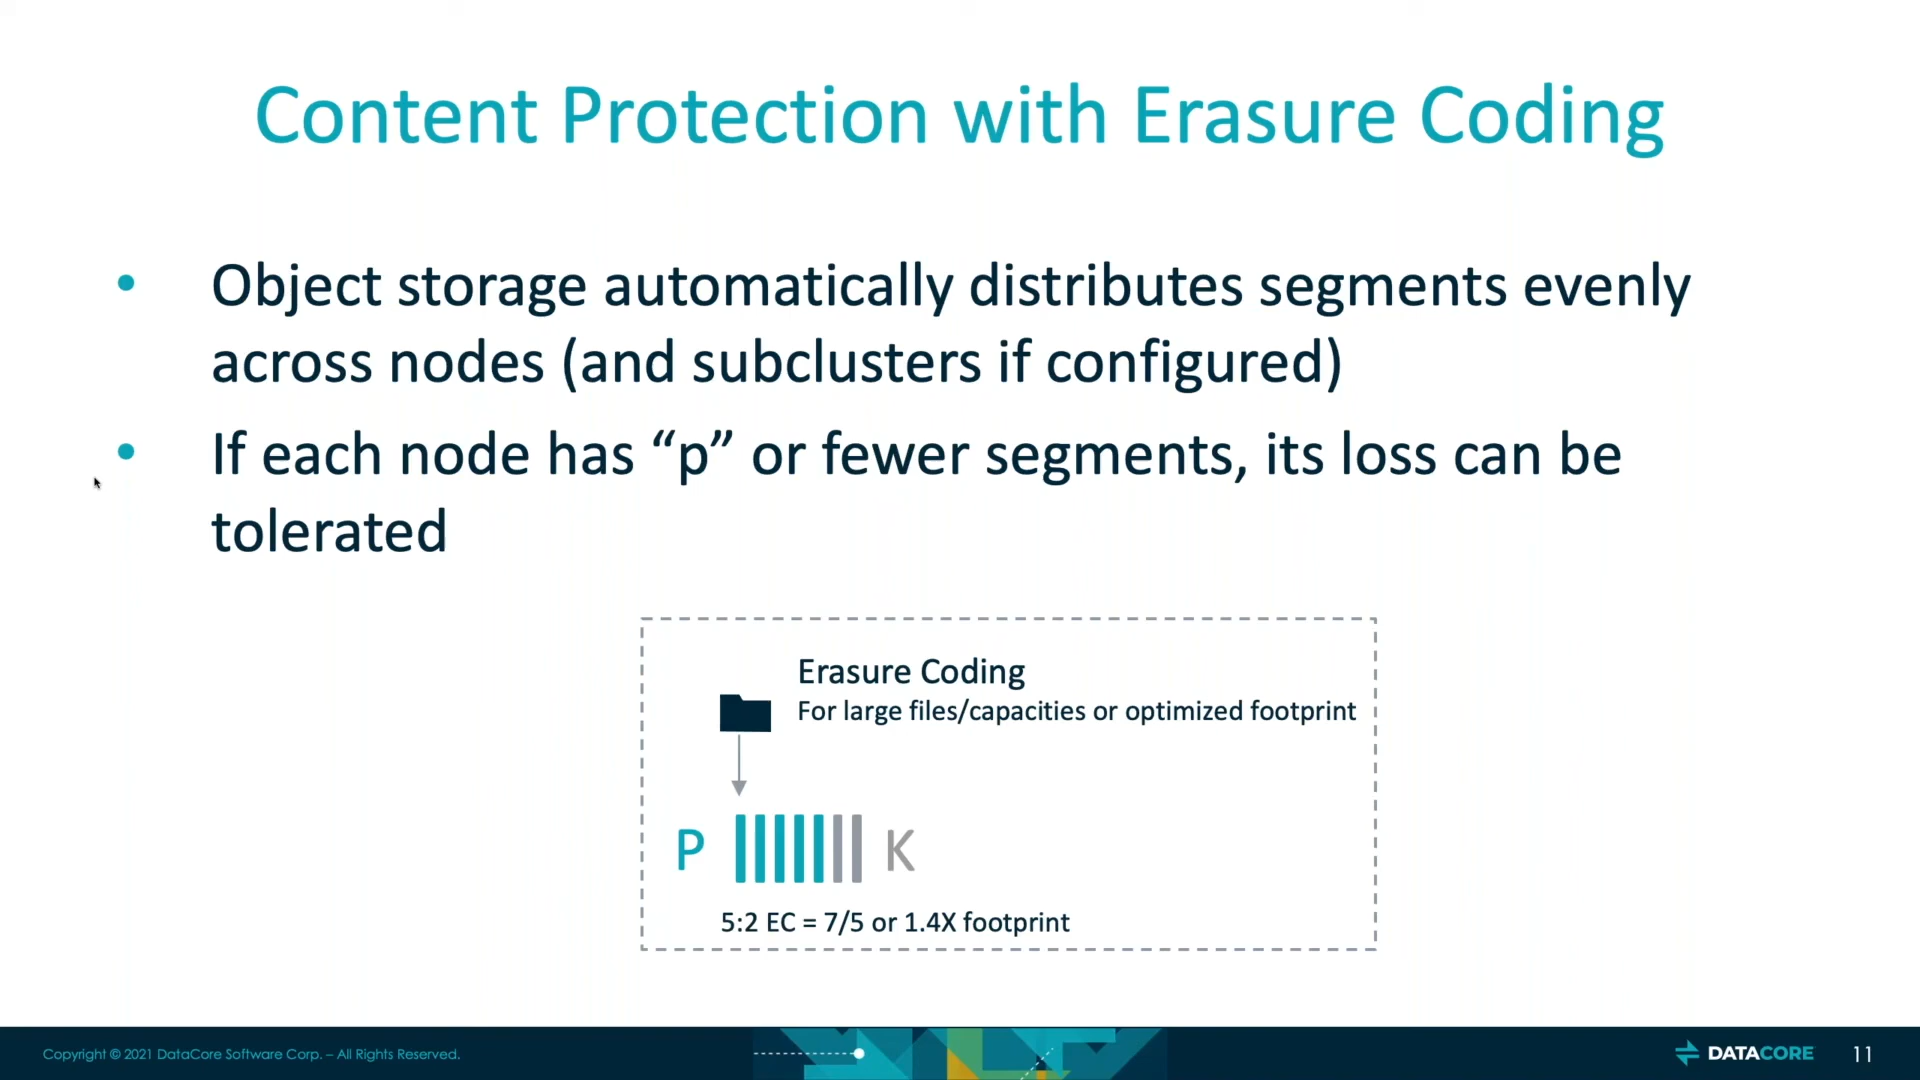 Content Protection with Erasure Coding
• Object storage automatically distributes segments evenly
across nodes (and subclusters if configured)
• If each node has “p” or fewer segments, its loss can be
tolerated
Erasure Coding
For large files/capacities or optimized footprint
P K
5:2 EC = 7/5 or 1.4X footprint
Copyright © 2021 DataCore Software Corp. – All Rights Reserved.
DATACORE
11